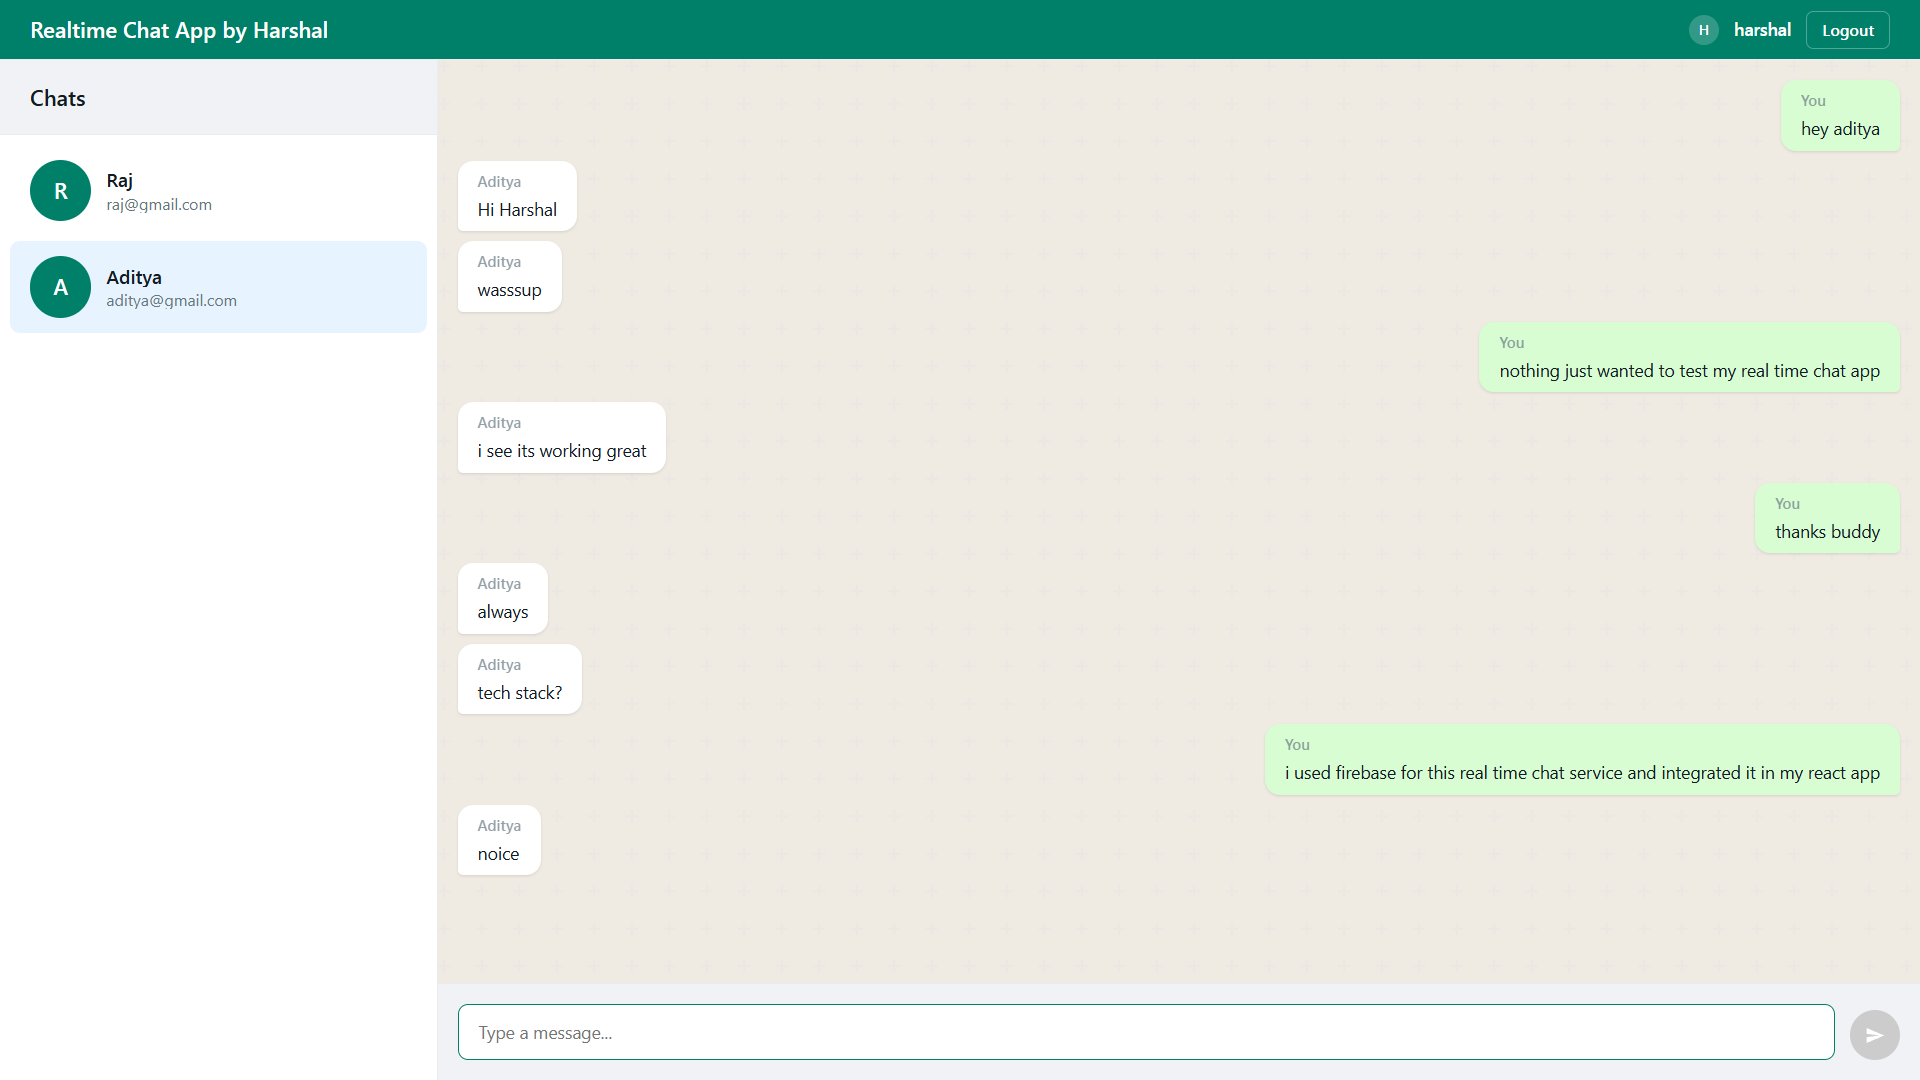 Realtime Chat App by Harshal
H
harshal
Logout
Chats
R
Raj
raj@gmail.com
A
Aditya
aditya@gmail.com
You
hey aditya
Aditya
Hi Harshal
Aditya
wasssup
You
nothing just wanted to test my real time chat app
Aditya
i see its working great
You
thanks buddy
Aditya
always
Aditya
tech stack?
You
i used firebase for this real time chat service and integrated it in my react app
Aditya
noice
Type a message...